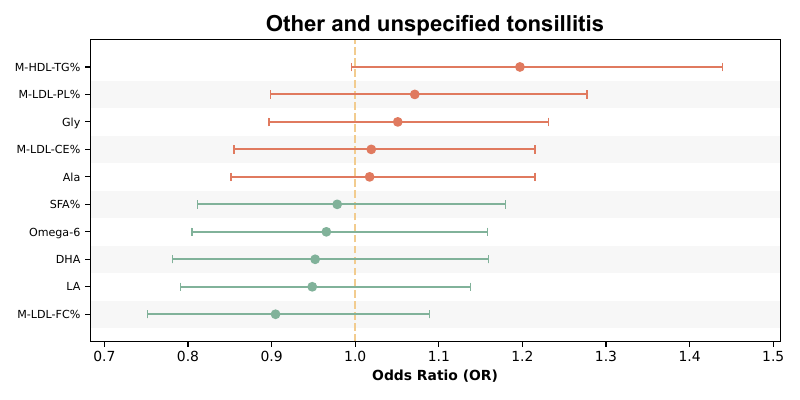 Other and unspecified tonsillitis
M-HDL-TG%
M-LDL-PL%
Gly
M-LDL-CE%
Ala
SFA%
Omega-6
DHA
LA
M-LDL-FC%
0.7 0.8 0.9 1.0 1.1 1.2 1.3 1.4 1.5
Odds Ratio (OR)